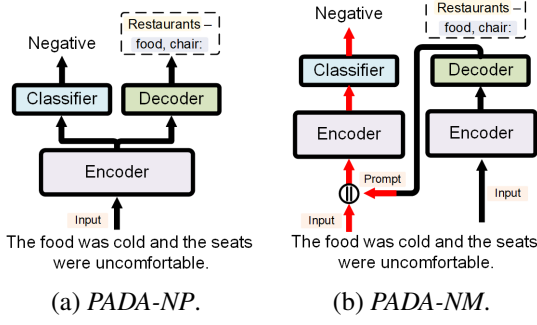 Negative
Restaurants –
food, chair:
Classifier
Decoder
Encoder
Input
The food was cold and the seats
were uncomfortable.
(a) PADA-NP.
Negative
Restaurants –
food, chair:
Classifier
Decoder
Encoder
Encoder
Prompt
||
Input
Input
The food was cold and the seats
were uncomfortable.
(b) PADA-NM.